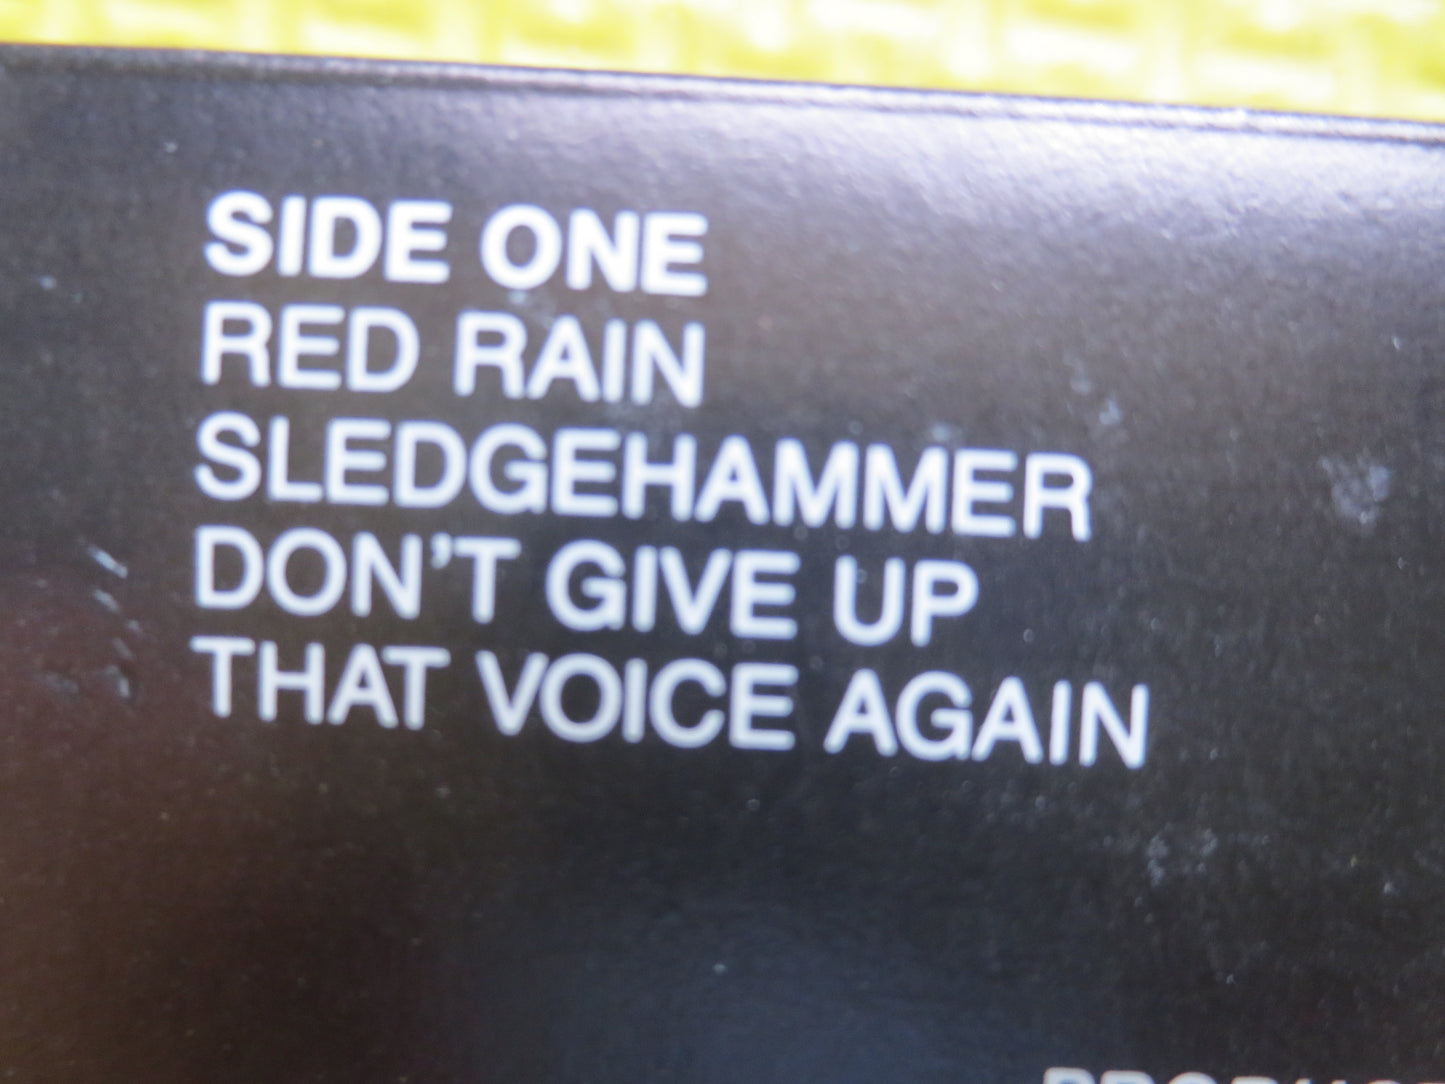 SIDE ONE
RED RAIN
SLEDGEHAMMER
DON'T GIVE UP
THAT VOICE AGAIN